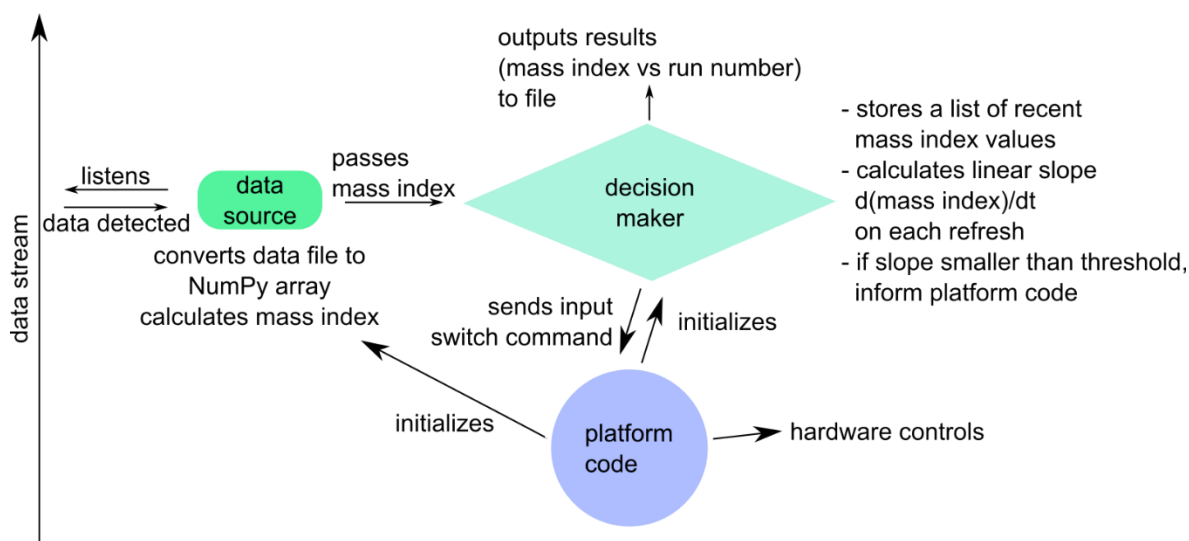 outputs results
(mass index vs run number)
to file
- stores a list of recent
mass index values
- calculates linear slope
d(mass index)/dt
on each refresh
- if slope smaller than threshold,
inform platform code
data stream
listens
data detected
data
source
passes
mass index
decision
maker
converts data file to
NumPy array
calculates mass index
sends input
switch command
initializes
initializes
platform
code
hardware controls